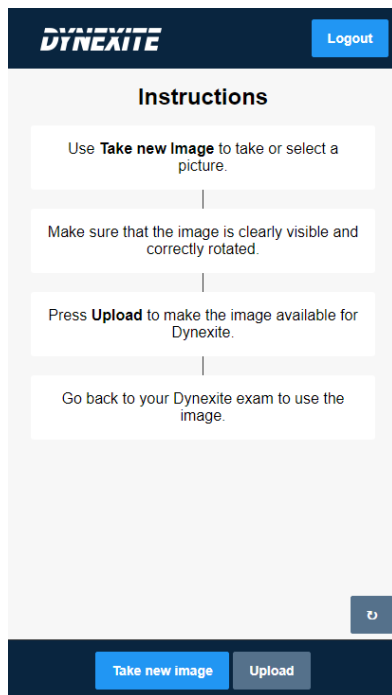 DYNEXITE
Logout
Instructions
Use Take new Image to take or select a
picture.
Make sure that the image is clearly visible and
correctly rotated.
Press Upload to make the image available for
Dynexite.
Go back to your Dynexite exam to use the
image.
↻
Take new image
Upload